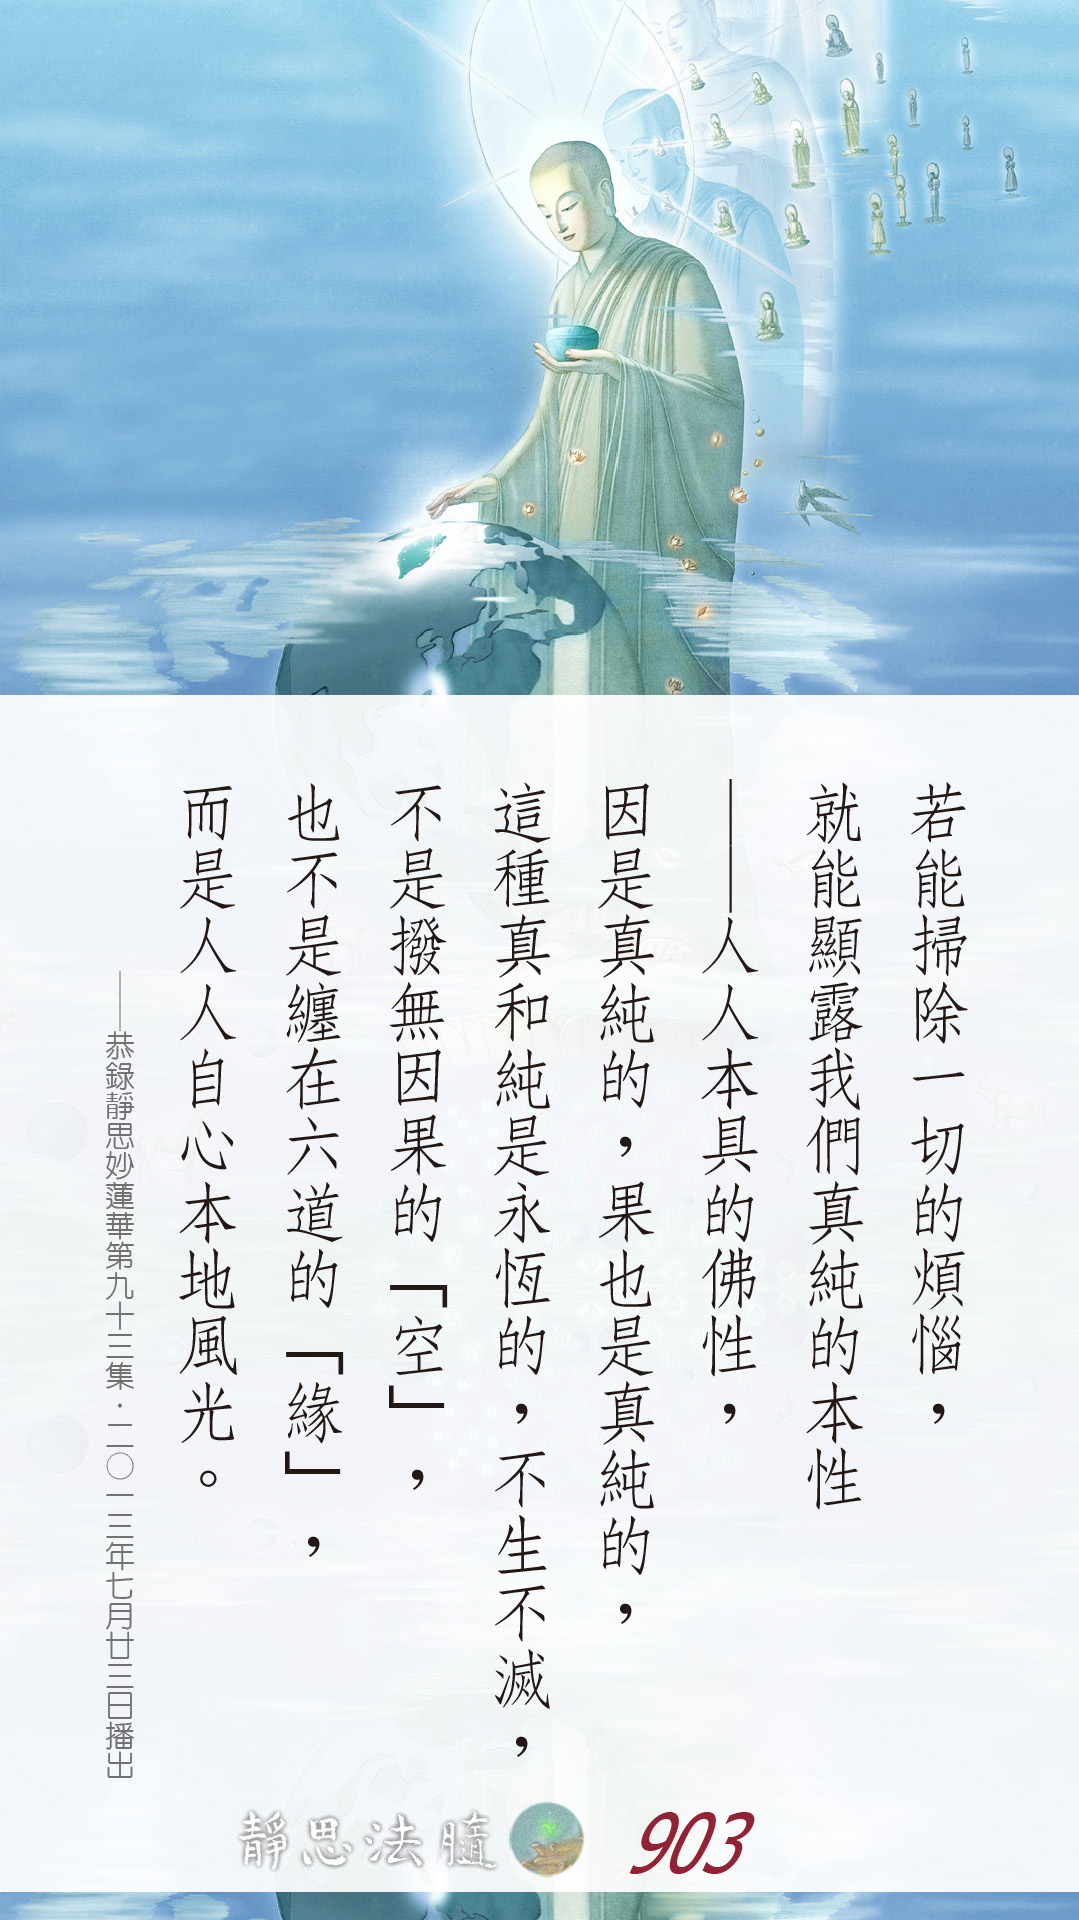 若能掃除一切的煩惱，
就能顯露我們真純的本性
——人人本具的佛性，
因是真純的，果也是真純的，
這種真和純是永恆的，不生不滅，
不是撥無因果的「空」，
也不是纏在六道的「緣」，
而是人人自心本地風光。
——恭錄靜思妙蓮華第九十三集．二〇一三年七月廿三日播出
靜思法髓
903